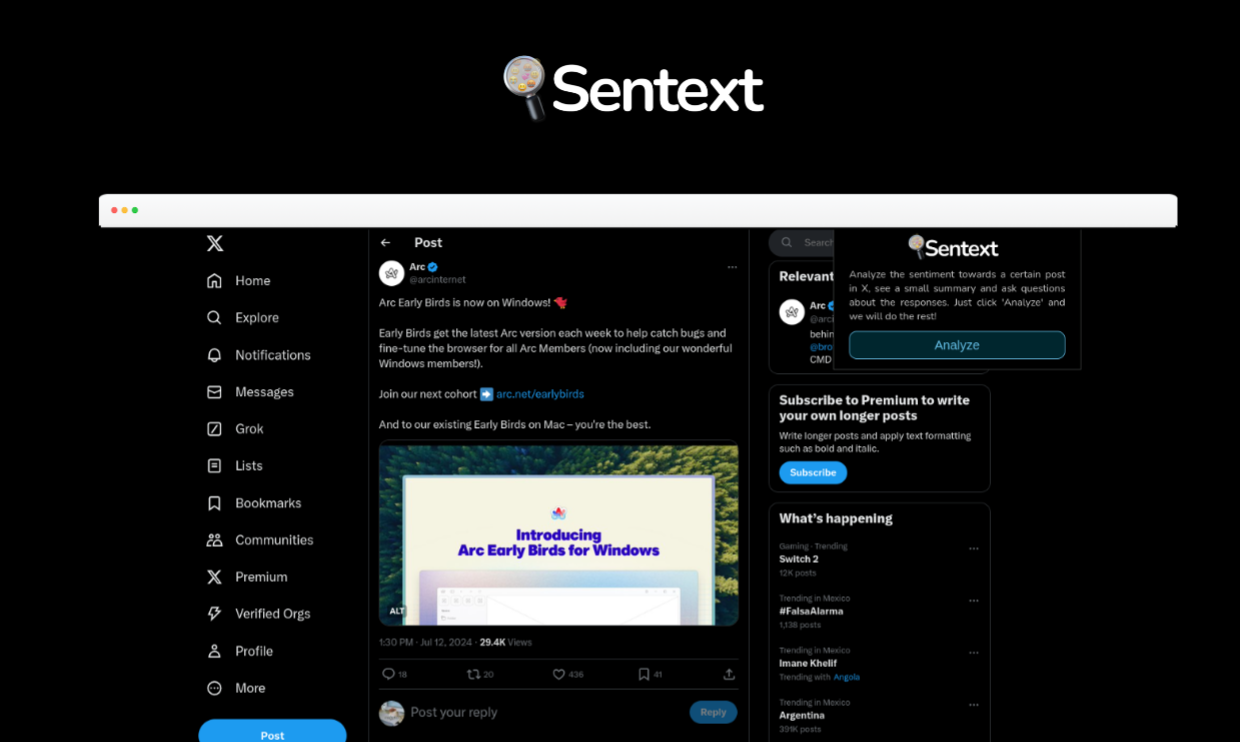 Sentext
Home
Explore
Notifications
Messages
Grok
Lists
Bookmarks
Communities
Premium
Verified Orgs
Profile
More
Post
Post
Arc
@arcinternet
Arc Early Birds is now on Windows!
Early Birds get the latest Arc version each week to help catch bugs and
fine-tune the browser for all Arc Members (now including our wonderful
Windows members!).
Join our next cohort ➡️ arc.net/earlybirds
And to our existing Early Birds on Mac – you're the best.
Introducing
Arc Early Birds for Windows
ALT
1:30 PM · Jul 12, 2024 · 29.4K Views
18 20 436 41
Post your reply
Reply
Search
Relevant
Arc
@arci
behin
@bro
CMD
Sentext
Analyze the sentiment towards a certain post
in X, see a small summary and ask questions
about the responses. Just click 'Analyze' and
we will do the rest!
Analyze
Subscribe to Premium to write
your own longer posts
Write longer posts and apply text formatting
such as bold and italic.
Subscribe
What's happening
Gaming · Trending
Switch 2
12K posts
Trending in Mexico
#FalsaAlarma
1,138 posts
Trending in Mexico
Imane Khelif
Trending with Angola
Trending in Mexico
Argentina
391K posts